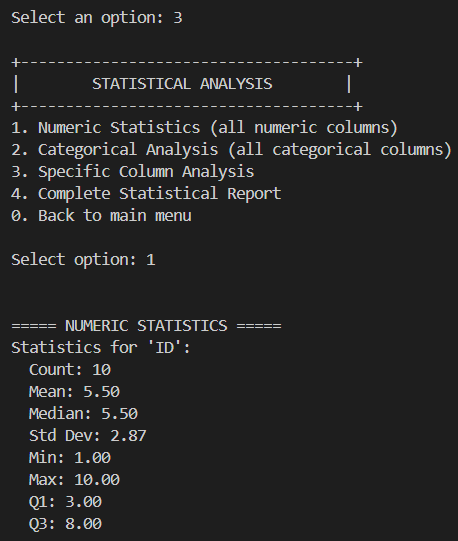 Select an option: 3
+-------------------------------------+
|        STATISTICAL ANALYSIS        |
+-------------------------------------+
1. Numeric Statistics (all numeric columns)
2. Categorical Analysis (all categorical columns)
3. Specific Column Analysis
4. Complete Statistical Report
0. Back to main menu
Select option: 1
===== NUMERIC STATISTICS =====
Statistics for 'ID':
  Count: 10
  Mean: 5.50
  Median: 5.50
  Std Dev: 2.87
  Min: 1.00
  Max: 10.00
  Q1: 3.00
  Q3: 8.00